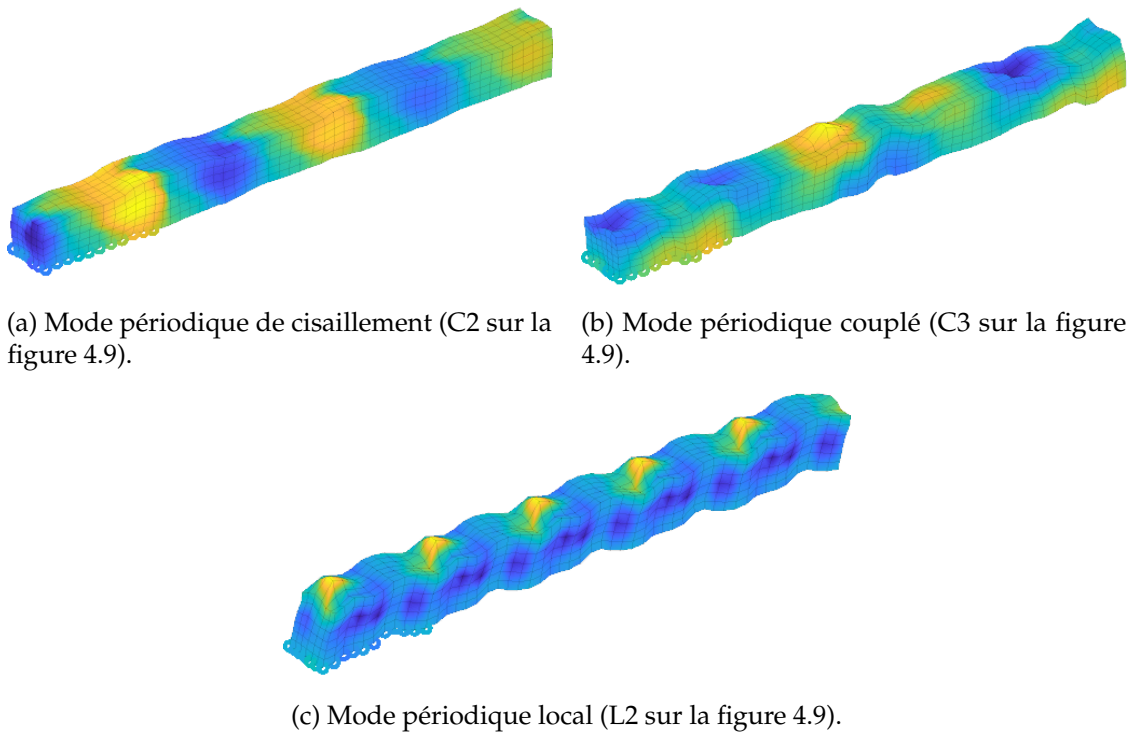 (a) Mode périodique de cisaillement (C2 sur la
figure 4.9).
(b) Mode périodique couplé (C3 sur la figure
4.9).
(c) Mode périodique local (L2 sur la figure 4.9).